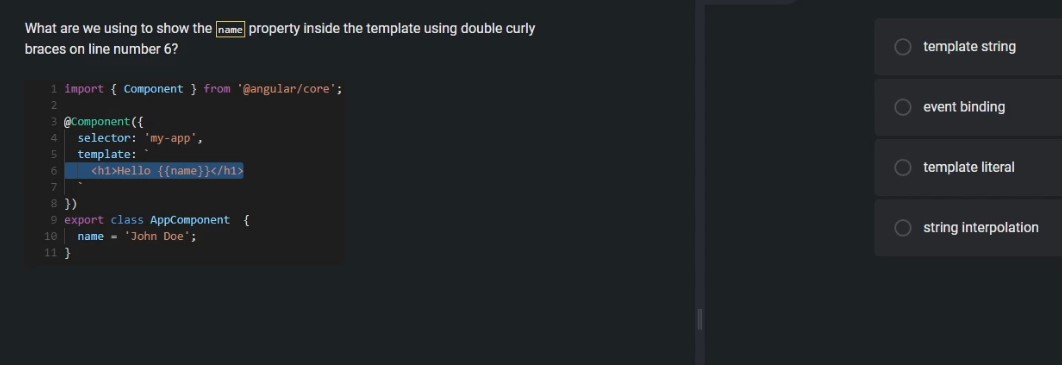 What are we using to show the name property inside the template using double curly
braces on line number 6?
1 import { Component } from '@angular/core';
2
3 @Component({
4 selector: 'my-app',
5 template: `
6 <h1>Hello {{name}}</h1>
7 `
8 })
9 export class AppComponent {
10 name = 'John Doe';
11 }
template string
event binding
template literal
string interpolation